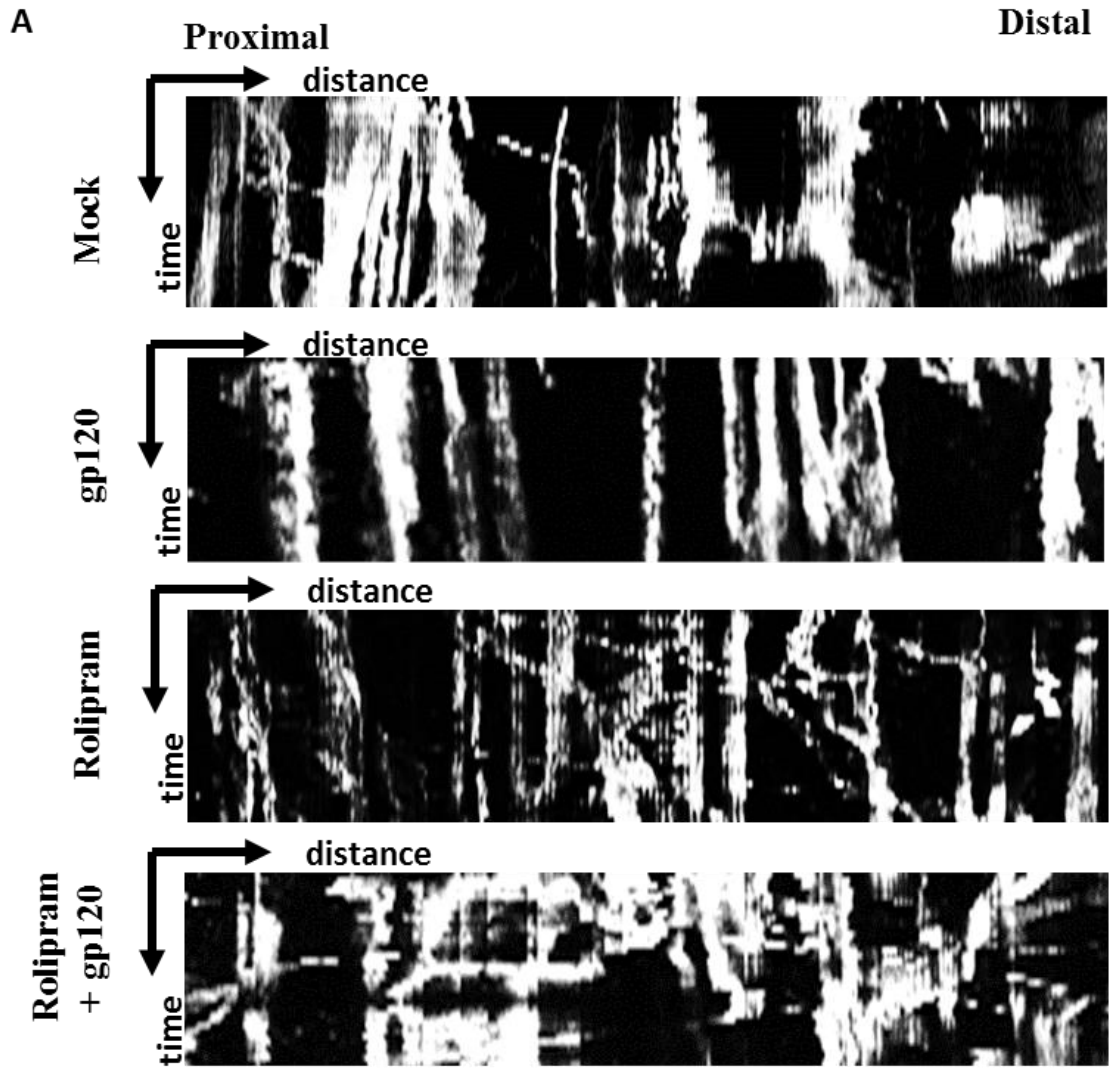 A
Proximal
Distal
distance
Mock
time
distance
gp120
time
distance
Rolipram
time
distance
Rolipram
+ gp120
time